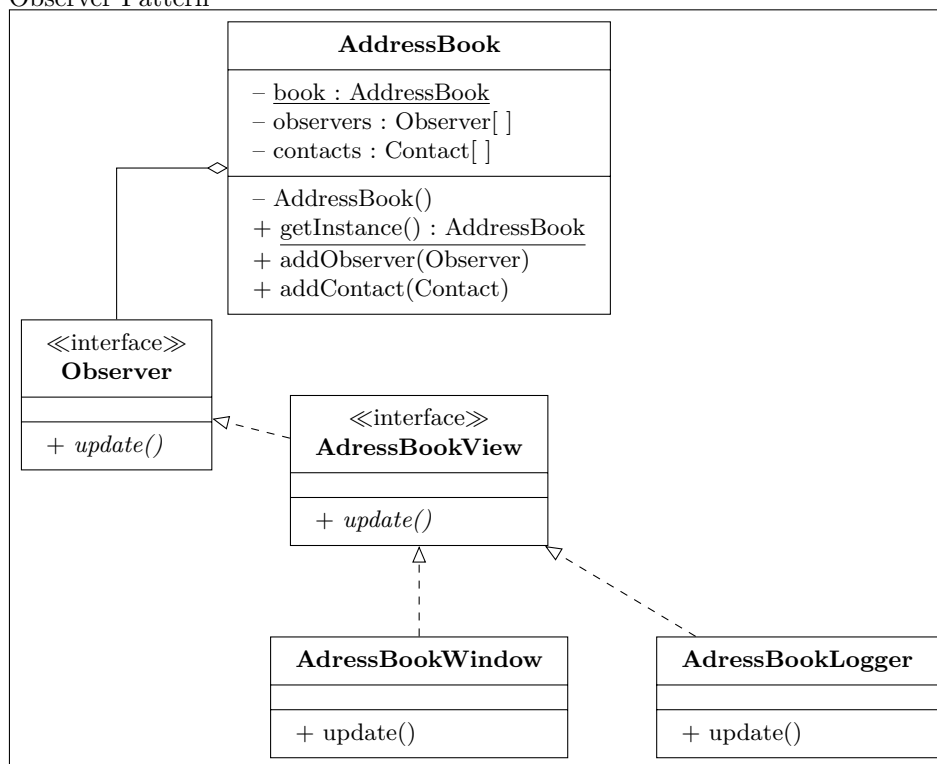 Observer Pattern
AddressBook
– book : AddressBook
– observers : Observer[ ]
– contacts : Contact[ ]
– AddressBook()
+ getInstance() : AddressBook
+ addObserver(Observer)
+ addContact(Contact)
≪interface≫
Observer
+ update()
≪interface≫
AdressBookView
+ update()
AdressBookWindow
+ update()
AdressBookLogger
+ update()